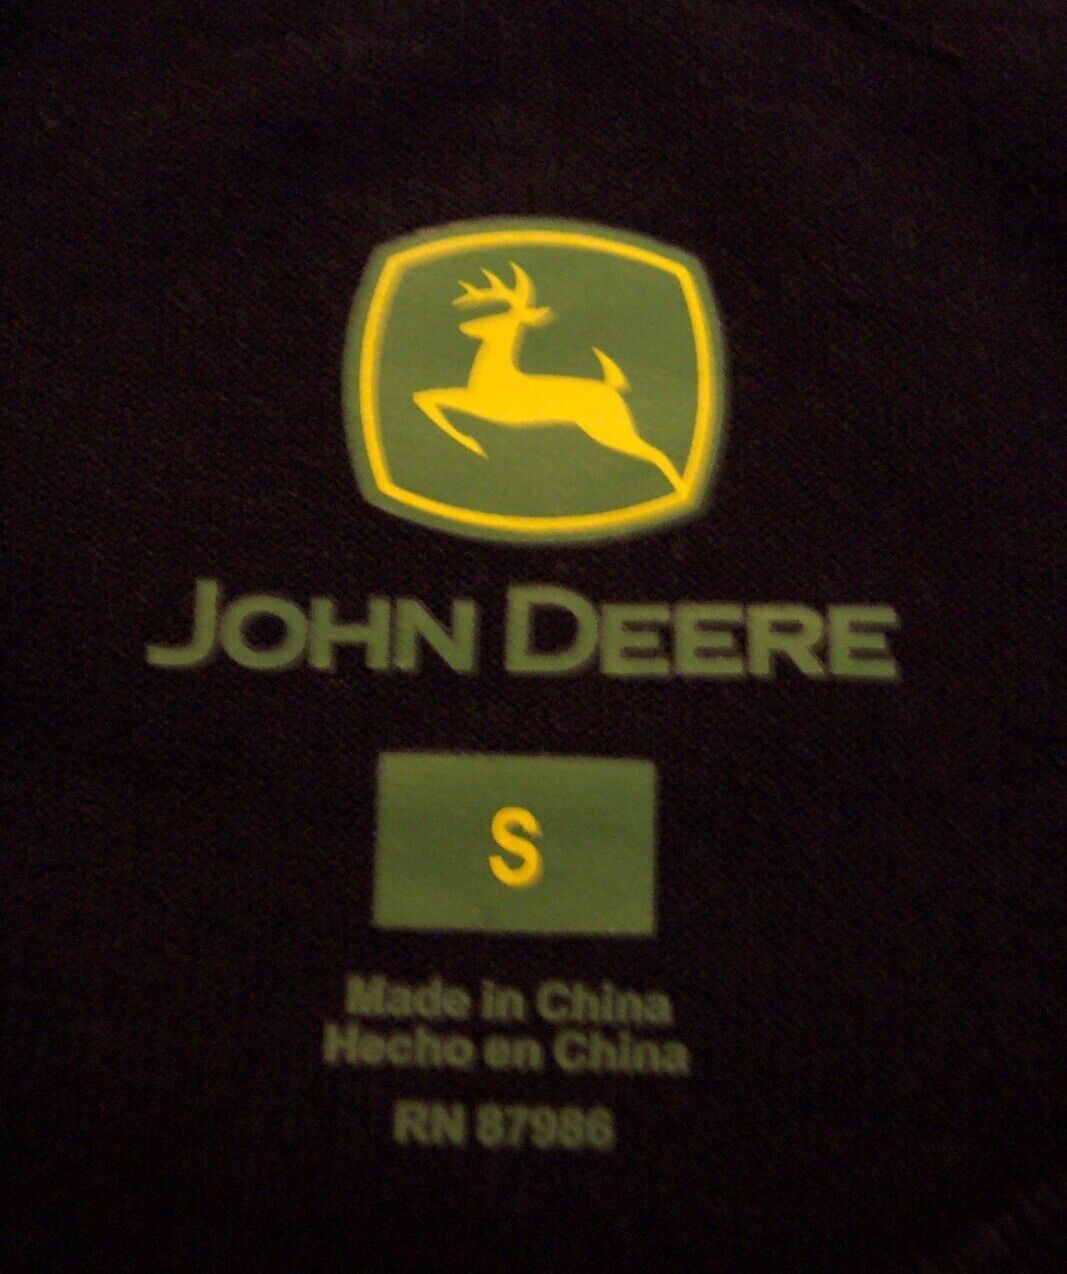 JOHN DEERE
S
Made in China
Hecho en China
RN 87986